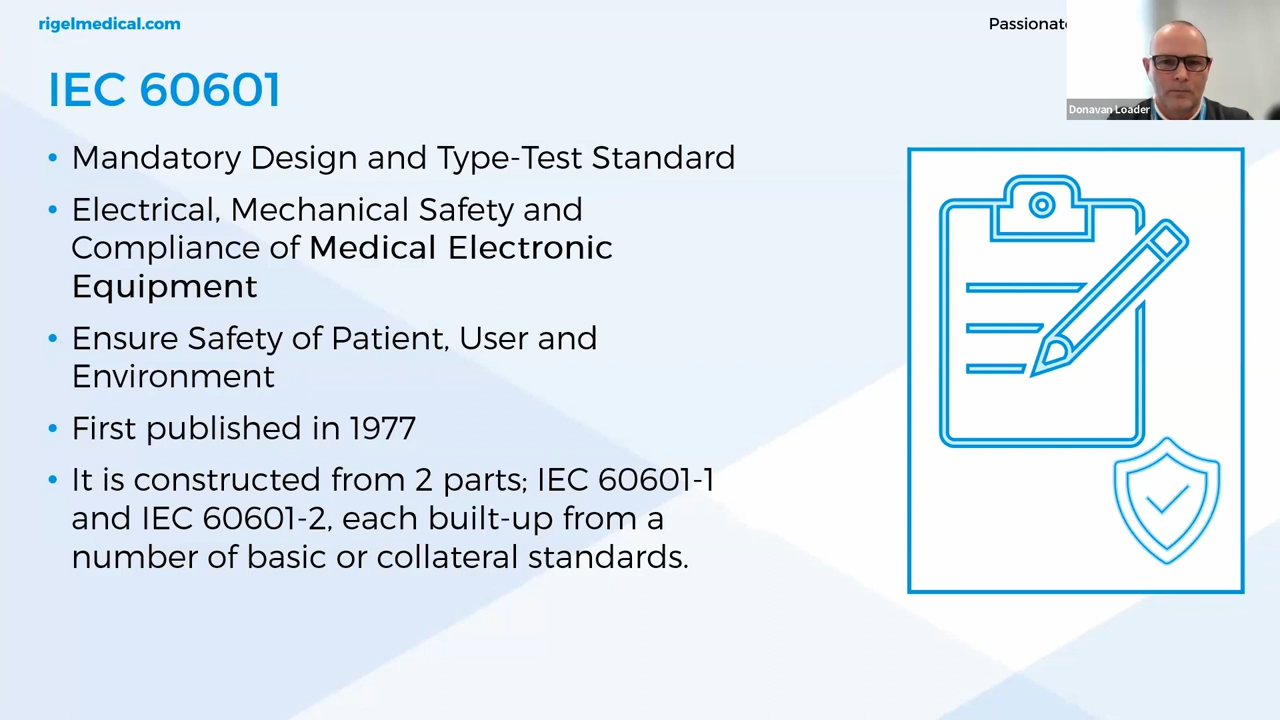 rigelmedical.com
Passionate
IEC 60601
• Mandatory Design and Type-Test Standard
• Electrical, Mechanical Safety and
Compliance of Medical Electronic
Equipment
• Ensure Safety of Patient, User and
Environment
• First published in 1977
• It is constructed from 2 parts; IEC 60601-1
and IEC 60601-2, each built-up from a
number of basic or collateral standards.
Donavan Loader